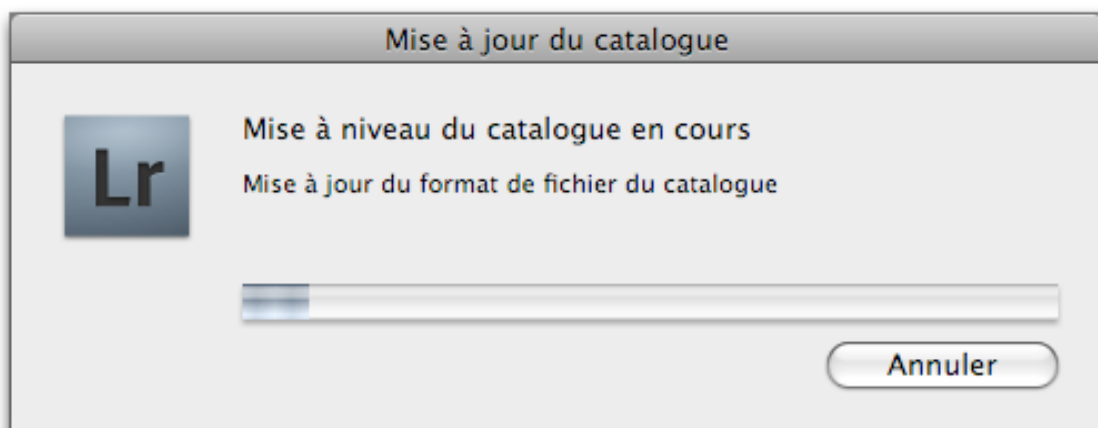 Mise à jour du catalogue
Lr
Mise à niveau du catalogue en cours
Mise à jour du format de fichier du catalogue
Annuler